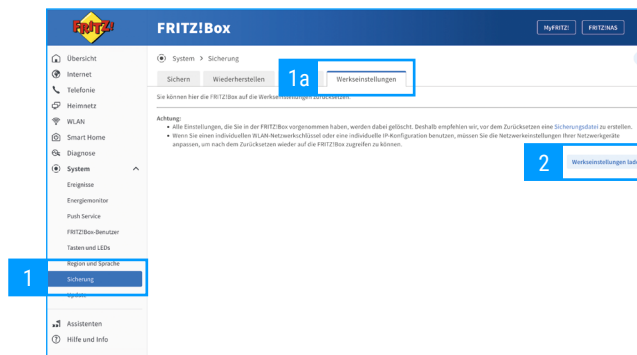 FRITZ!
FRITZ!Box
MyFRITZ!
FRITZ!NAS
Übersicht
Internet
Telefonie
Heimnetz
WLAN
Smart Home
Diagnose
System
Ereignisse
Energiemonitor
Push Service
FRITZ!Box-Benutzer
Tasten und LEDs
Region und Sprache
1
Sicherung
Update
Assistenten
Hilfe und Info
System > Sicherung
Sichern
Wiederherstellen
1a
Werkseinstellungen
Sie können hier die FRITZ!Box auf die Werkseinstellungen zurücksetzen.
Achtung:
• Alle Einstellungen, die Sie in der FRITZ!Box vorgenommen haben, werden dabei gelöscht. Deshalb empfehlen wir, vor dem Zurücksetzen eine Sicherungsdatei zu erstellen.
• Wenn Sie einen individuellen WLAN-Netzwerkschlüssel oder eine individuelle IP-Konfiguration benutzen, müssen Sie die Netzwerkeinstellungen Ihrer Netzwerkgeräte
anpassen, um nach dem Zurücksetzen wieder auf die FRITZ!Box zugreifen zu können.
2
Werkseinstellungen lade